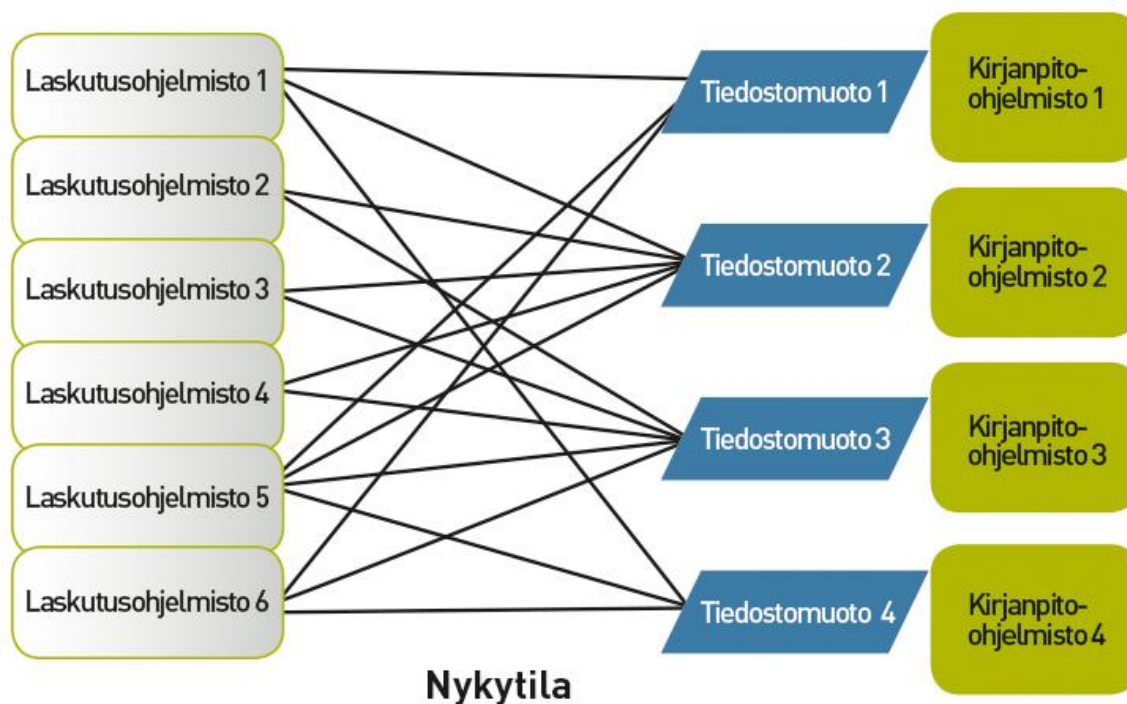 Laskutusohjelmisto 1
Laskutusohjelmisto 2
Laskutusohjelmisto 3
Laskutusohjelmisto 4
Laskutusohjelmisto 5
Laskutusohjelmisto 6
Tiedostomuoto 1
Tiedostomuoto 2
Tiedostomuoto 3
Tiedostomuoto 4
Kirjanpito-
ohjelmisto 1
Kirjanpito-
ohjelmisto 2
Kirjanpito-
ohjelmisto 3
Kirjanpito-
ohjelmisto 4
Nykytila